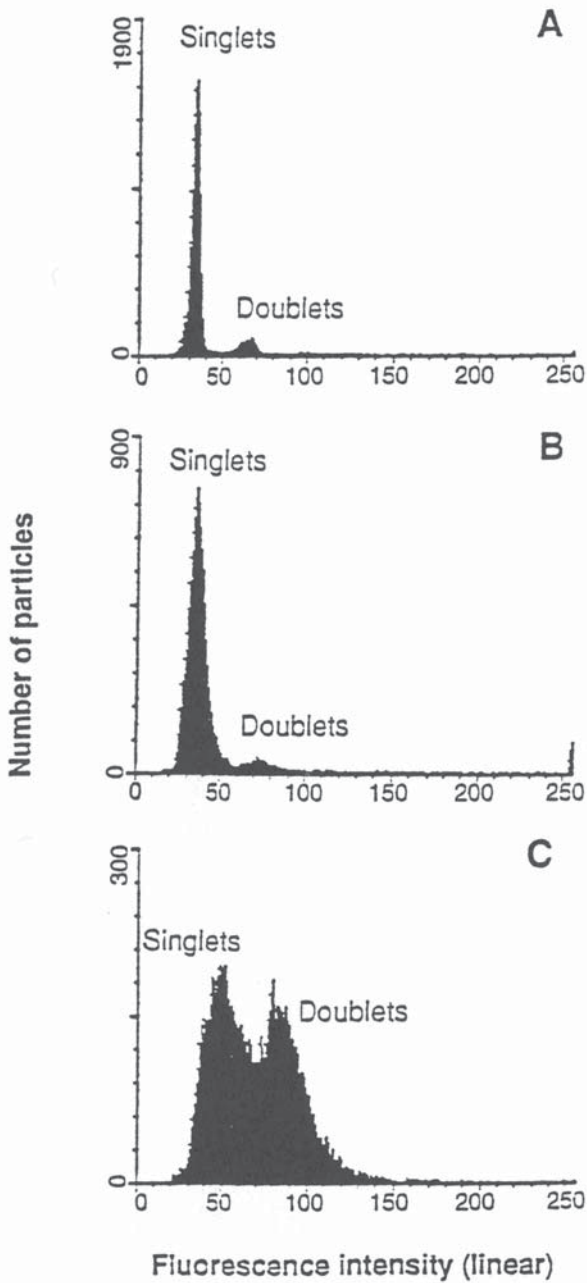 A
1900
Singlets
Doublets
0
0 50 100 150 200 250
B
900
Singlets
Doublets
0
0 50 100 150 200 250
C
300
Singlets
Doublets
0
0 50 100 150 200 250
Number of particles
Fluorescence intensity (linear)